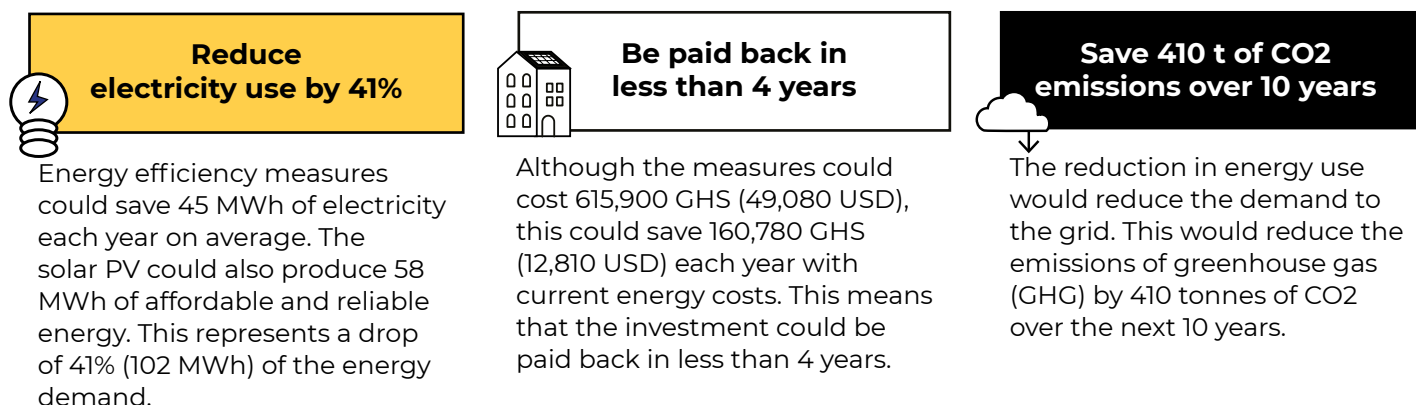 Reduce
electricity use by 41%
Energy efficiency measures
could save 45 MWh of electricity
each year on average. The
solar PV could also produce 58
MWh of affordable and reliable
energy. This represents a drop
of 41% (102 MWh) of the energy
demand.
Be paid back in
less than 4 years
Although the measures could
cost 615,900 GHS (49,080 USD),
this could save 160,780 GHS
(12,810 USD) each year with
current energy costs. This means
that the investment could be
paid back in less than 4 years.
Save 410 t of CO2
emissions over 10 years
The reduction in energy use
would reduce the demand to
the grid. This would reduce the
emissions of greenhouse gas
(GHG) by 410 tonnes of CO2
over the next 10 years.